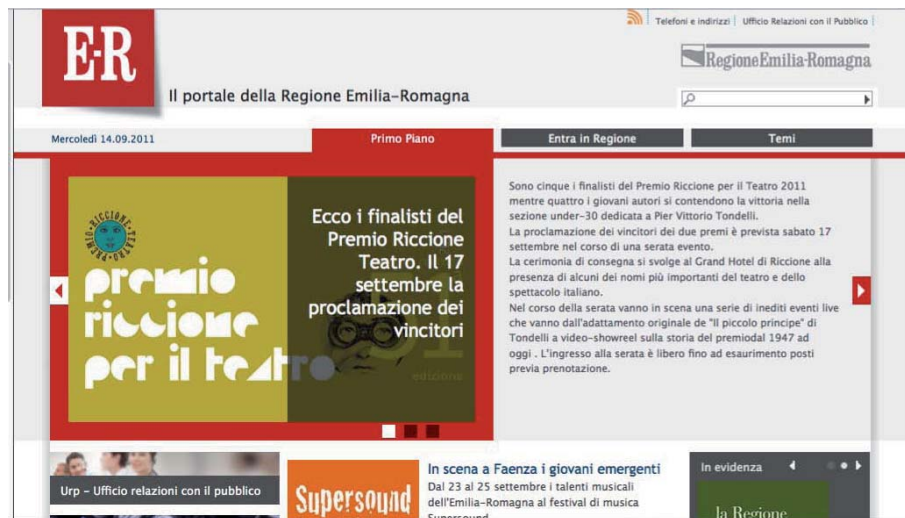 Telefoni e indirizzi | Ufficio Relazioni con il Pubblico |
E-R
RegioneEmilia-Romagna
Il portale della Regione Emilia-Romagna
Mercoledì 14.09.2011
Primo Piano
Entra in Regione
Temi
PREMIO RICCIONE TEATRO
premio
riccione
per il teatro
51
edizione
Ecco i finalisti del
Premio Riccione
Teatro. Il 17
settembre la
proclamazione dei
vincitori
Sono cinque i finalisti del Premio Riccione per il Teatro 2011
mentre quattro i giovani autori si contendono la vittoria nella
sezione under-30 dedicata a Pier Vittorio Tondelli.
La proclamazione dei vincitori dei due premi è prevista sabato 17
settembre nel corso di una serata evento.
La cerimonia di consegna si svolge al Grand Hotel di Riccione alla
presenza di alcuni dei nomi più importanti del teatro e dello
spettacolo italiano.
Nel corso della serata vanno in scena una serie di inediti eventi live
che vanno dall'adattamento originale de "Il piccolo principe" di
Tondelli a video-showreel sulla storia del premiodal 1947 ad
oggi . L'ingresso alla serata è libero fino ad esaurimento posti
previa prenotazione.
Urp - Ufficio relazioni con il pubblico
Supersound
In scena a Faenza i giovani emergenti
Dal 23 al 25 settembre i talenti musicali
dell'Emilia-Romagna al festival di musica
Supersound
In evidenza
la Regione